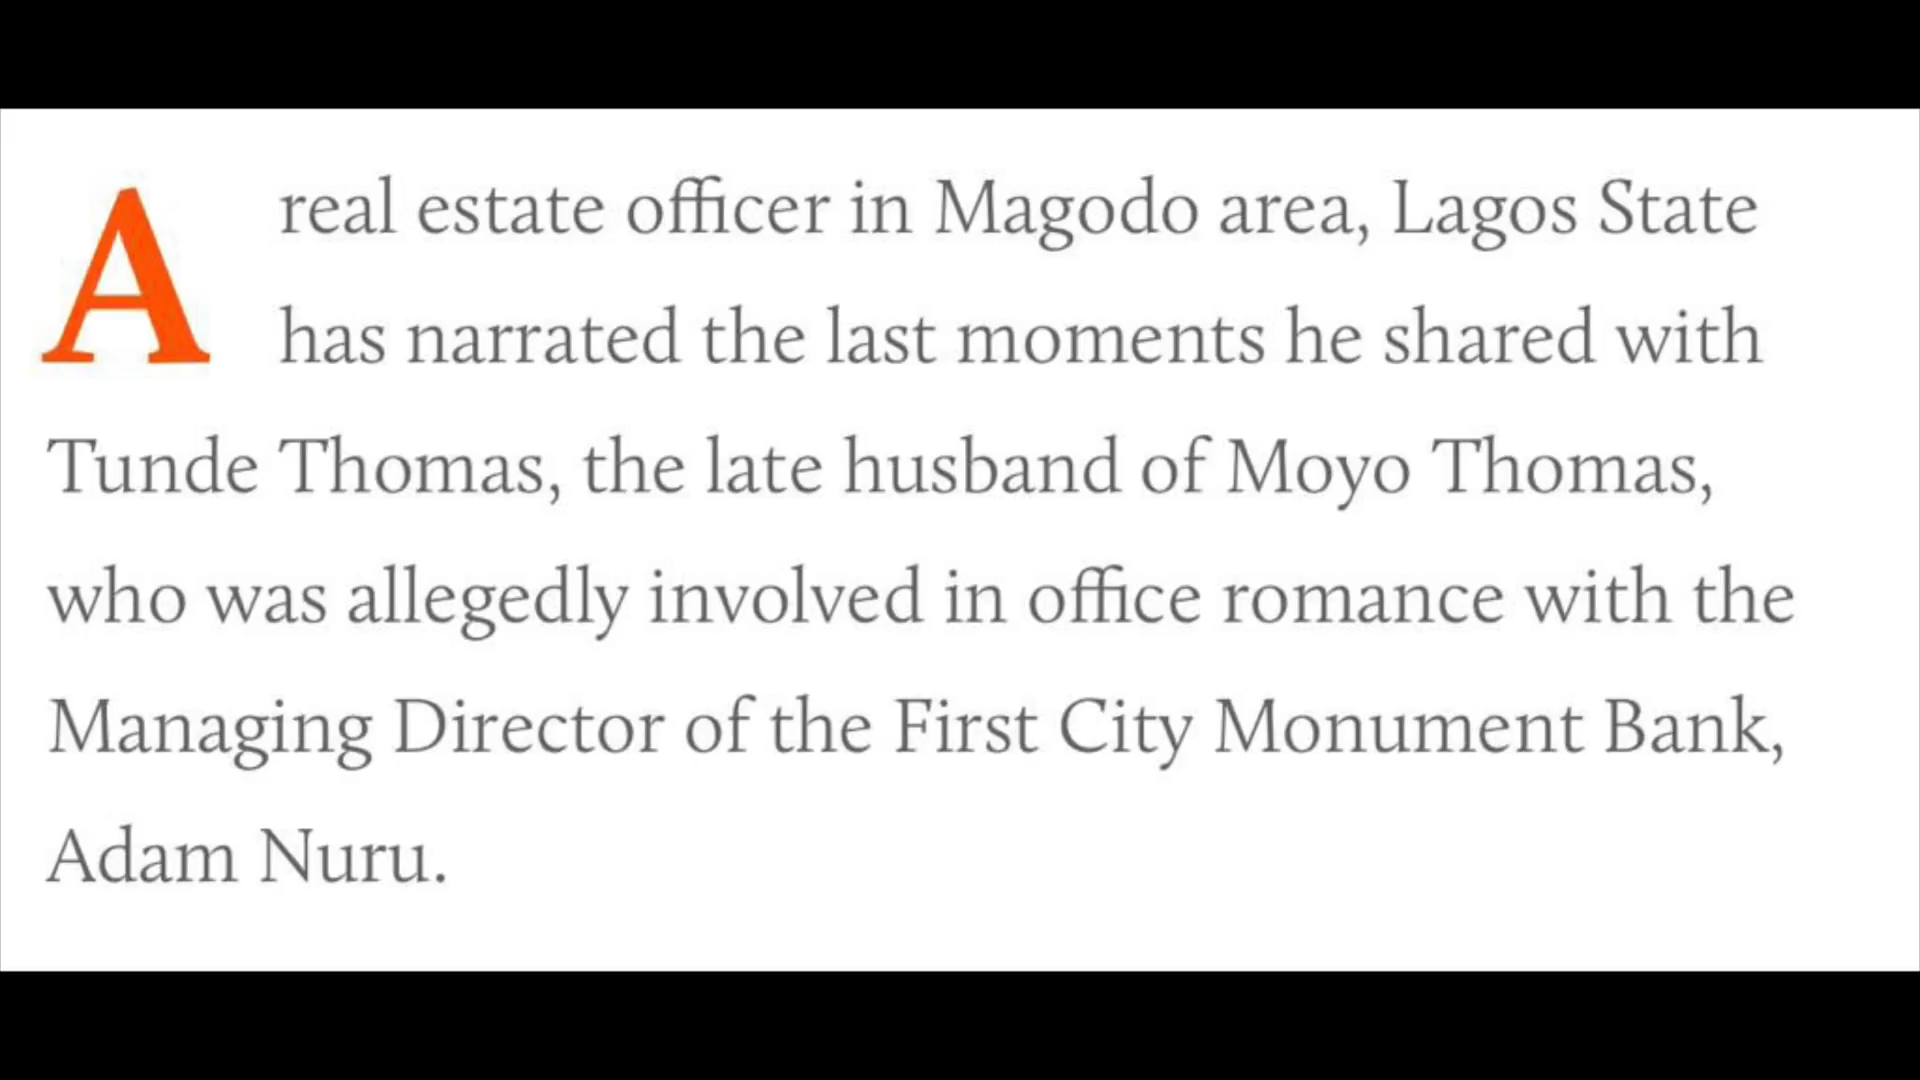 A real estate officer in Magodo area, Lagos State
has narrated the last moments he shared with
Tunde Thomas, the late husband of Moyo Thomas,
who was allegedly involved in office romance with the
Managing Director of the First City Monument Bank,
Adam Nuru.